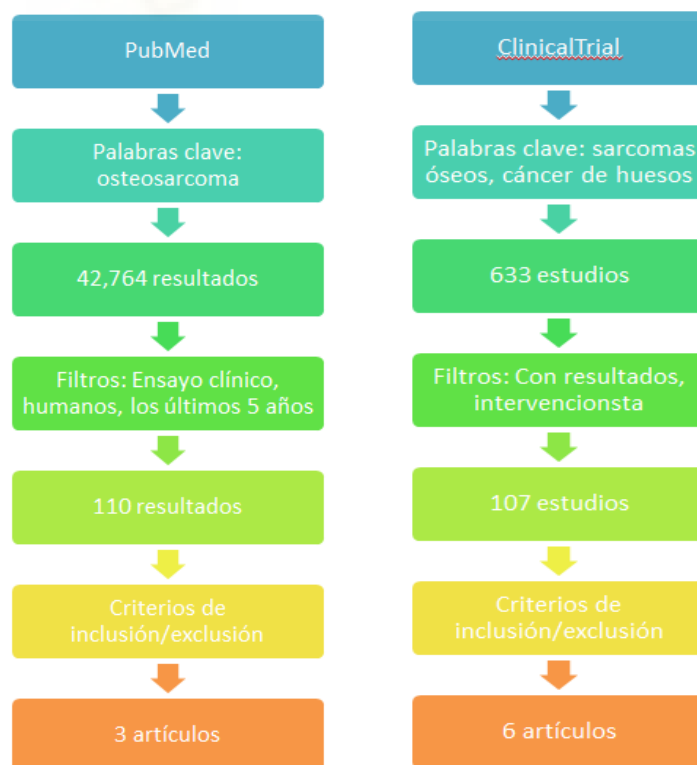 PubMed
Palabras clave:
osteosarcoma
42,764 resultados
Filtros: Ensayo clínico,
humanos, los últimos 5 años
110 resultados
Criterios de
inclusión/exclusión
3 artículos
ClinicalTrial
Palabras clave: sarcomas
óseos, cáncer de huesos
633 estudios
Filtros: Con resultados,
intervencionsta
107 estudios
Criterios de
inclusión/exclusión
6 artículos